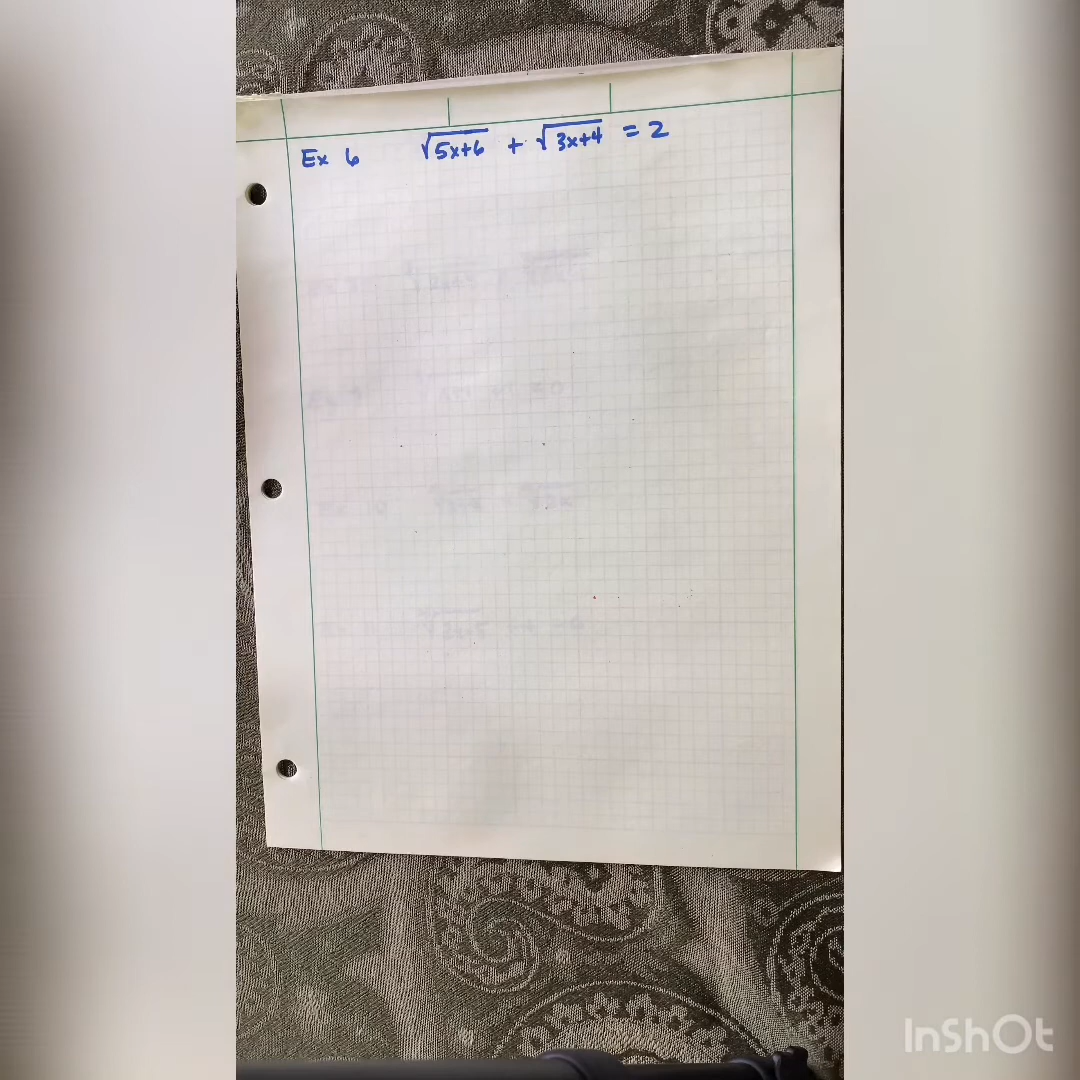 Ex 6 √5x+6 + √3x+4 = 2
InShOt